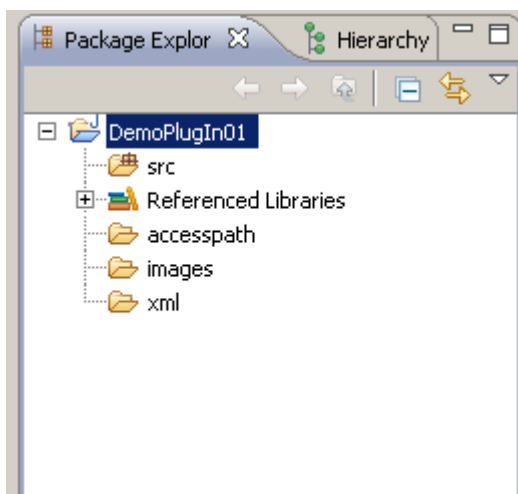 Package Explor Hierarchy
DemoPlugIn01
src
Referenced Libraries
accesspath
images
xml